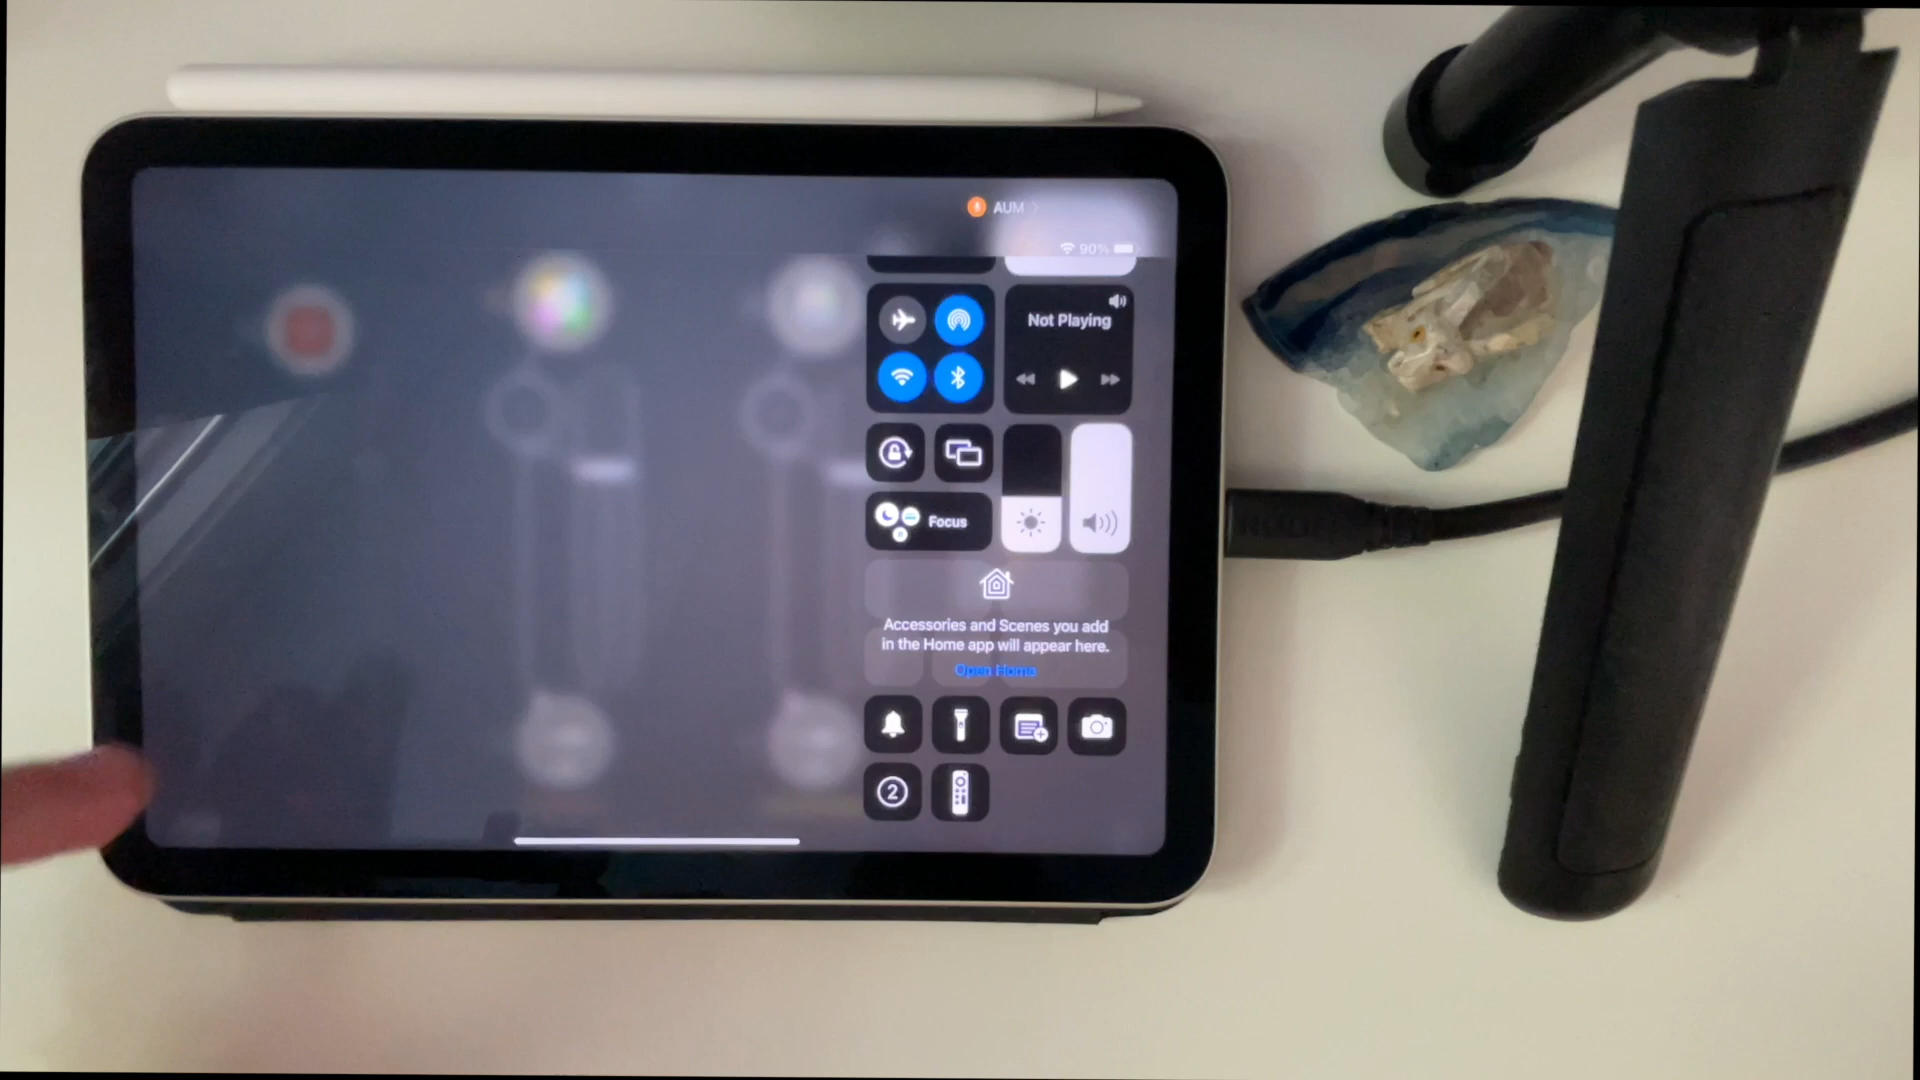 AUM
90%
Not Playing
Focus
Accessories and Scenes you add
in the Home app will appear here.
Open Home
2